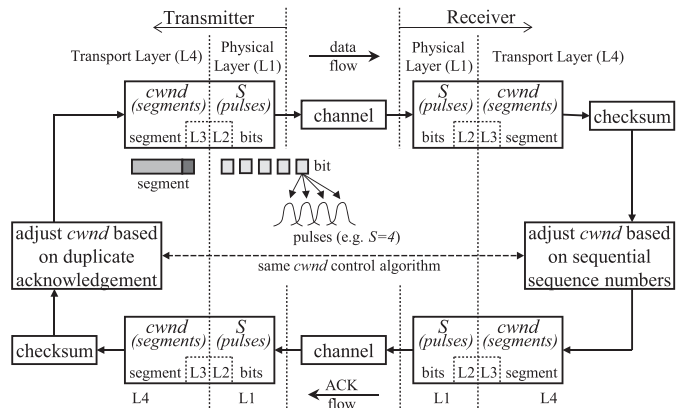 Transmitter
Receiver
Transport Layer (L4)
Physical
Layer (L1)
data
flow
Physical
Layer (L1)
Transport Layer (L4)
cwnd
(segments)
S
(pulses)
segment L3 L2 bits
channel
S
(pulses)
cwnd
(segments)
bits L2 L3 segment
checksum
segment
bit
pulses (e.g. S=4)
adjust cwnd based
on duplicate
acknowledgement
same cwnd control algorithm
adjust cwnd based
on sequential
sequence numbers
checksum
cwnd
(segments)
S
(pulses)
segment L3 L2 bits
channel
S
(pulses)
cwnd
(segments)
bits L2 L3 segment
L4
L1
ACK
flow
L1
L4